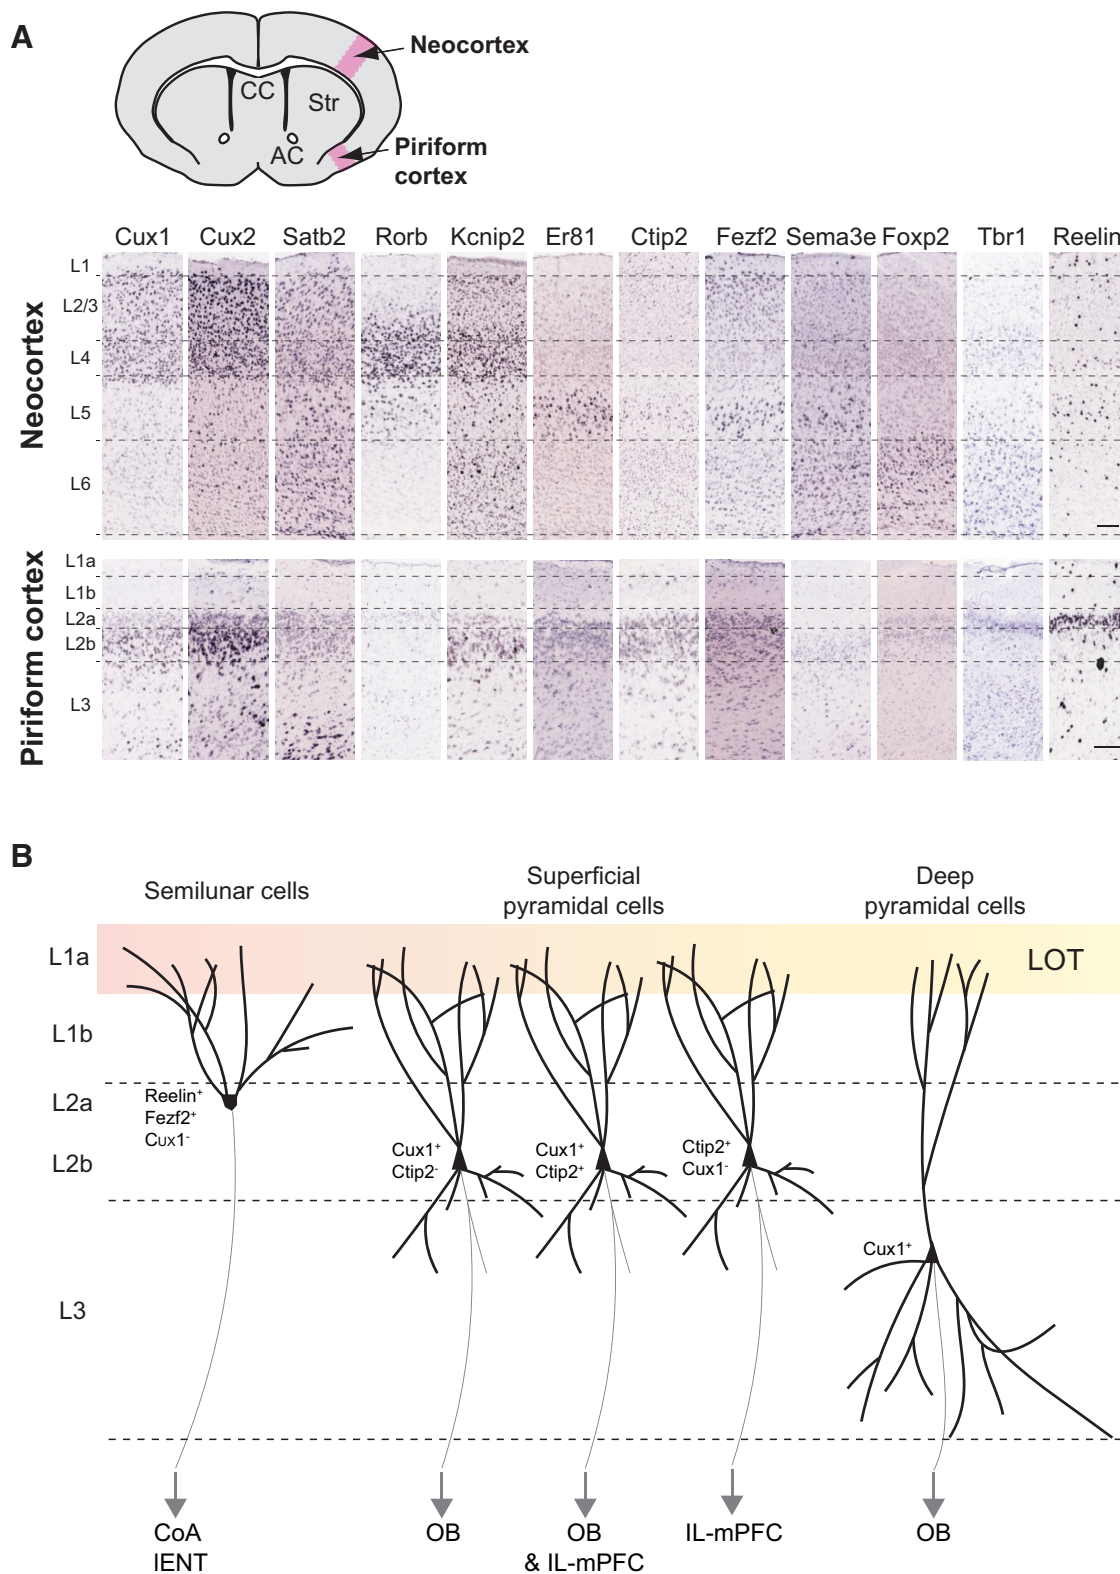 A
Neocortex
CC
Str
AC
Piriform
cortex
Cux1 Cux2 Satb2 Rorb Kcnip2 Er81 Ctip2 Fezf2 Sema3e Foxp2 Tbr1 Reelin
Neocortex
L1
L2/3
L4
L5
L6
Piriform cortex
L1a
L1b
L2a
L2b
L3
B
Semilunar cells
Superficial
pyramidal cells
Deep
pyramidal cells
L1a
LOT
L1b
L2a
L2b
L3
Reelin⁺
Fezf2⁺
Cux1⁻
Cux1⁺
Ctip2⁻
Cux1⁺
Ctip2⁺
Ctip2⁺
Cux1⁻
Cux1⁺
CoA
lENT
OB
OB
& IL-mPFC
IL-mPFC
OB